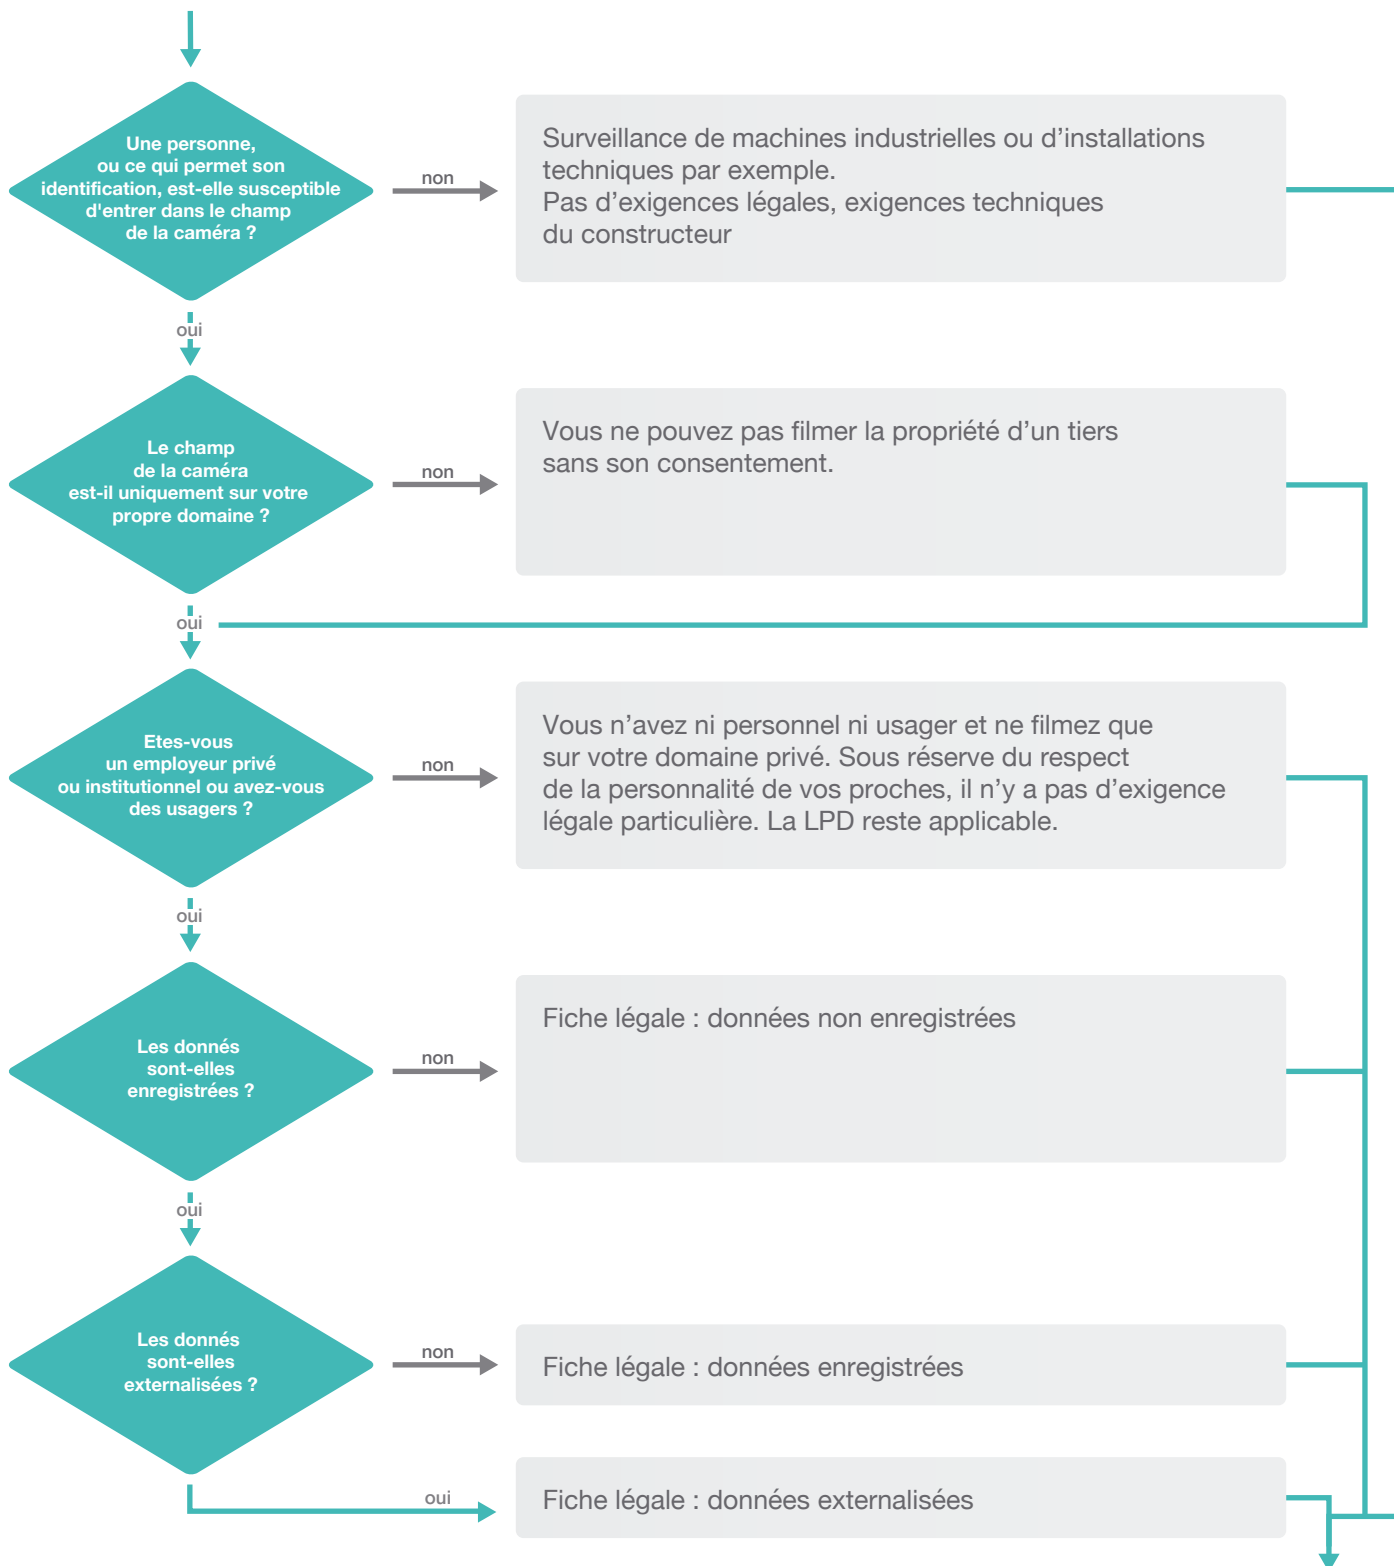 Une personne,
ou ce qui permet son
identification, est-elle susceptible
d'entrer dans le champ
de la caméra ?
non
Surveillance de machines industrielles ou d’installations
techniques par exemple.
Pas d’exigences légales, exigences techniques
du constructeur
oui
Le champ
de la caméra
est-il uniquement sur votre
propre domaine ?
non
Vous ne pouvez pas filmer la propriété d’un tiers
sans son consentement.
oui
Etes-vous
un employeur privé
ou institutionnel ou avez-vous
des usagers ?
non
Vous n’avez ni personnel ni usager et ne filmez que
sur votre domaine privé. Sous réserve du respect
de la personnalité de vos proches, il n’y a pas d’exigence
légale particulière. La LPD reste applicable.
oui
Les donnés
sont-elles
enregistrées ?
non
Fiche légale : données non enregistrées
oui
Les donnés
sont-elles
externalisées ?
non
Fiche légale : données enregistrées
oui
Fiche légale : données externalisées